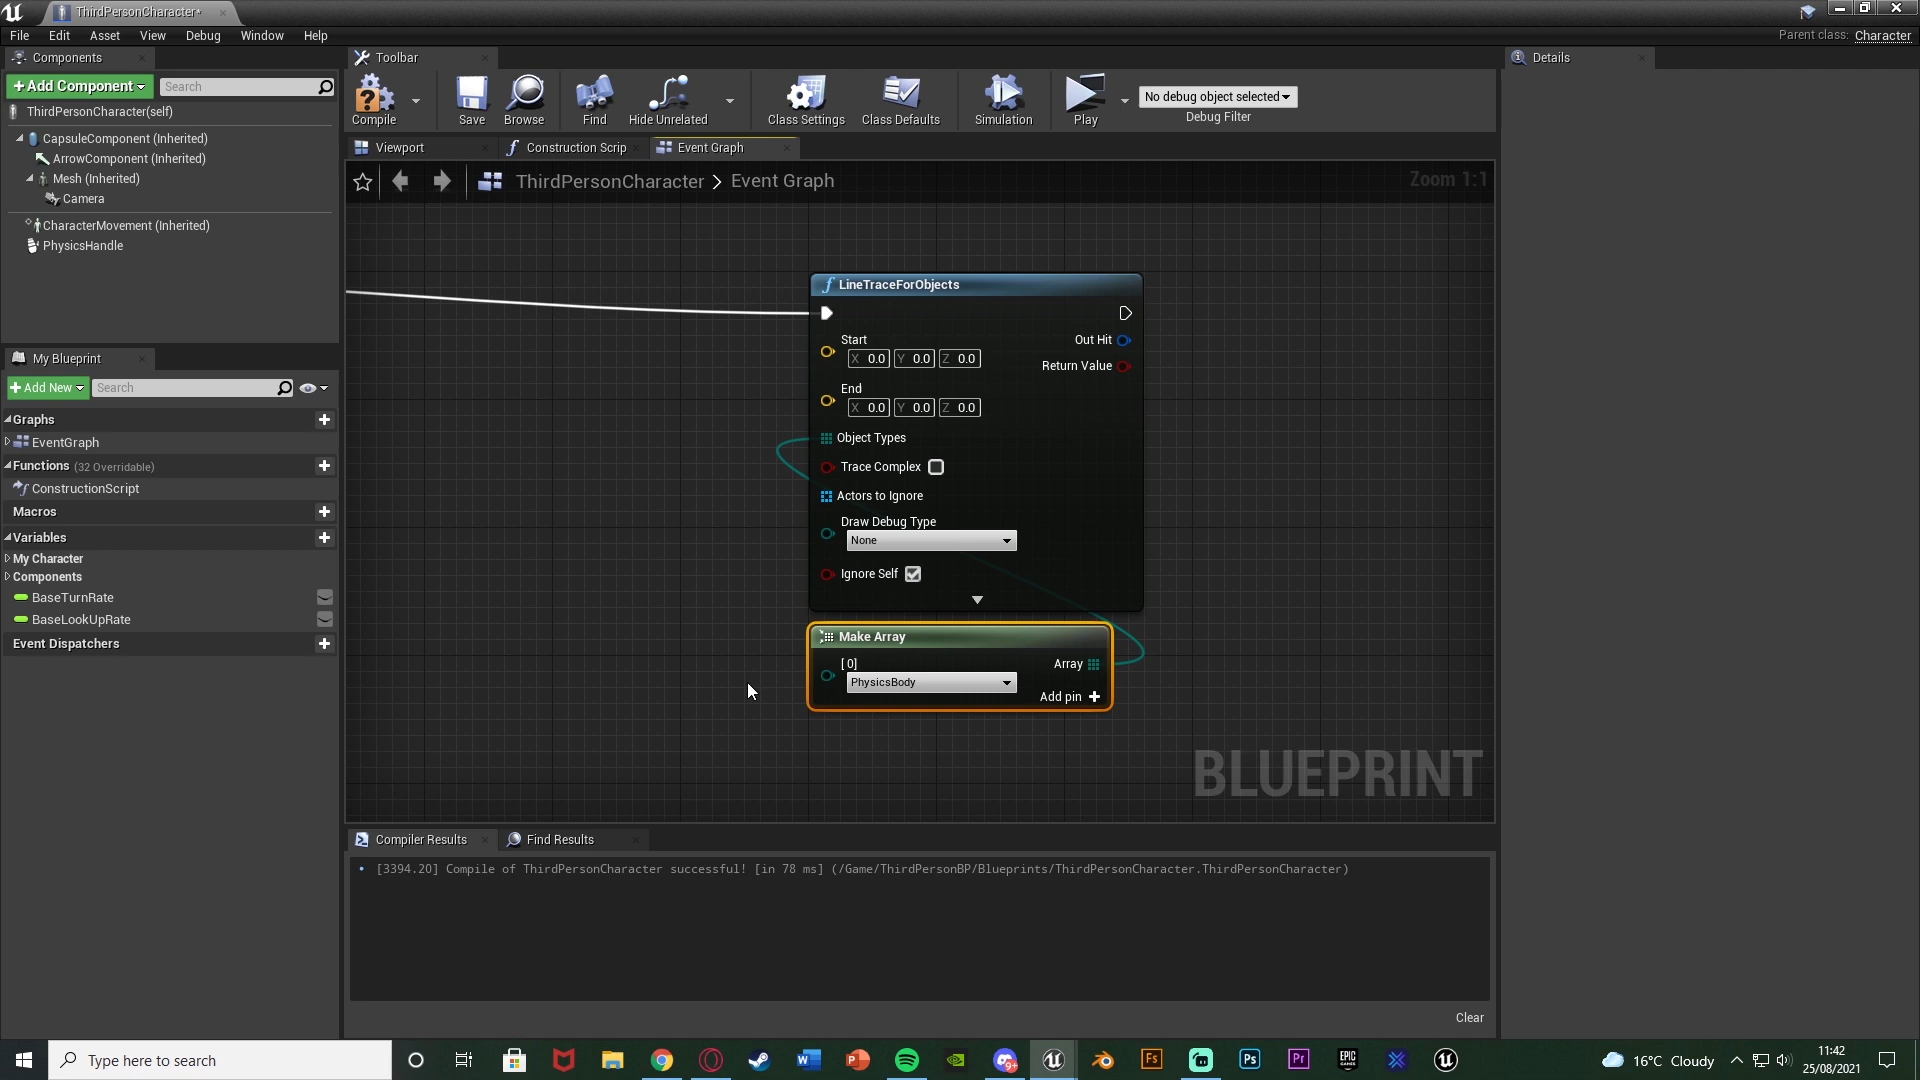 ThirdPersonCharacter*
File Edit Asset View Debug Window Help
Parent class: Character
Components
+Add Component
Search
ThirdPersonCharacter(self)
CapsuleComponent (Inherited)
ArrowComponent (Inherited)
Mesh (Inherited)
Camera
CharacterMovement (Inherited)
PhysicsHandle
My Blueprint
+Add New
Search
Graphs
EventGraph
Functions (32 Overridable)
ConstructionScript
Macros
Variables
My Character
Components
BaseTurnRate
BaseLookUpRate
Event Dispatchers
Toolbar
Compile
Save
Browse
Find
Hide Unrelated
Class Settings
Class Defaults
Simulation
Play
No debug object selected
Debug Filter
Viewport
Construction Scrip
Event Graph
ThirdPersonCharacter > Event Graph
Zoom 1:1
LineTraceForObjects
Start
X 0.0 Y 0.0 Z 0.0
Out Hit
Return Value
End
X 0.0 Y 0.0 Z 0.0
Object Types
Trace Complex
Actors to Ignore
Draw Debug Type
None
Ignore Self
Make Array
[0]
PhysicsBody
Array
Add pin +
BLUEPRINT
Compiler Results
Find Results
[3394.20] Compile of ThirdPersonCharacter successful! [in 78 ms] (/Game/ThirdPersonBP/Blueprints/ThirdPersonCharacter.ThirdPersonCharacter)
Clear
Details
Type here to search
W
P
9+
Fs
Ps
Pr
EPIC GAMES
16°C Cloudy
11:42
25/08/2021